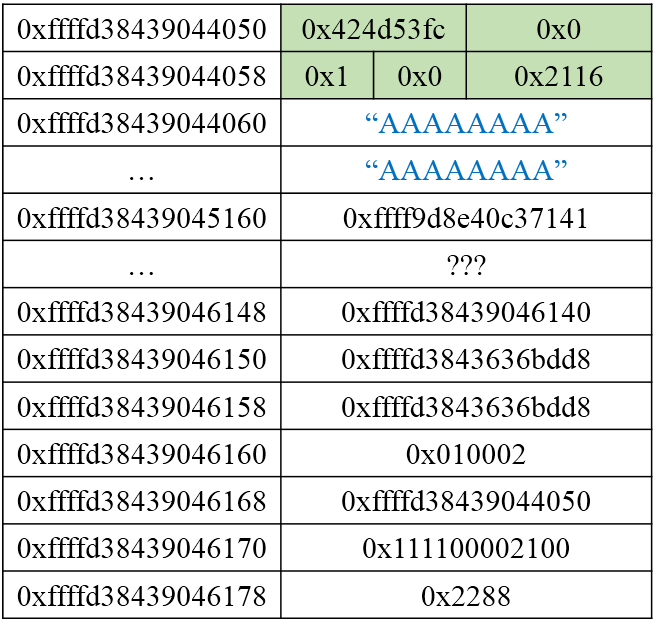 0xffffd38439044050 0x424d53fc 0x0
0xffffd38439044058 0x1 0x0 0x2116
0xffffd38439044060 “AAAAAAAA”
… “AAAAAAAA”
0xffffd38439045160 0xffff9d8e40c37141
… ???
0xffffd38439046148 0xffffd38439046140
0xffffd38439046150 0xffffd3843636bdd8
0xffffd38439046158 0xffffd3843636bdd8
0xffffd38439046160 0x010002
0xffffd38439046168 0xffffd38439044050
0xffffd38439046170 0x111100002100
0xffffd38439046178 0x2288